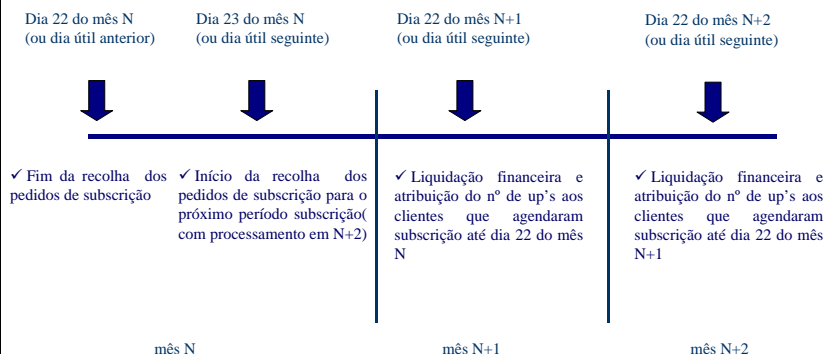 Dia 22 do mês N
(ou dia útil anterior)
Dia 23 do mês N
(ou dia útil seguinte)
Dia 22 do mês N+1
(ou dia útil seguinte)
Dia 22 do mês N+2
(ou dia útil seguinte)
✓ Fim da recolha dos
pedidos de subscrição
✓ Início da recolha dos
pedidos de subscrição para o
próximo período subscrição(
com processamento em N+2)
✓ Liquidação financeira e
atribuição do nº de up's aos
clientes que agendaram
subscrição até dia 22 do mês
N
✓ Liquidação financeira e
atribuição do nº de up's aos
clientes que agendaram
subscrição até dia 22 do mês
N+1
mês N
mês N+1
mês N+2